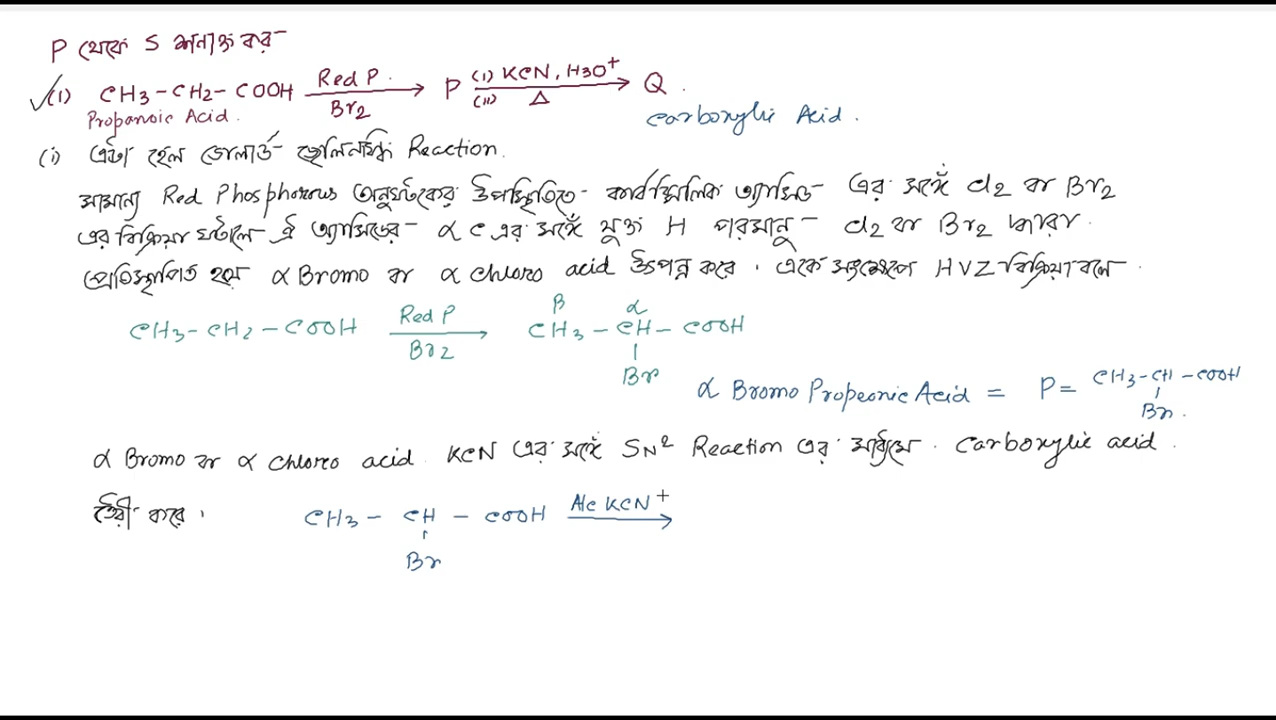 P থেকে S শনাক্ত কর
(1) CH3-CH2-COOH Red P / Br2 → P (i) KCN, H3O+ / (ii) Δ → Q.
Propanoic Acid. Carboxylic Acid.
(i) এটা হল ভোলার্ড Reaction.
সামান্য Red Phosphorus অনুঘটকের উপস্থিতিতে কার্বক্সিলিক অ্যাসিড এর সঙ্গে Cl2 বা Br2
এর বিক্রিয়া ঘটালে ঐ অ্যাসিডের α C এর সঙ্গে যুক্ত H পরমানু Cl2 বা Br2 দ্বারা
প্রতিস্থাপিত হয়ে α Bromo বা α Chloro acid উৎপন্ন করে। একে সংক্ষেপে HVZ বিক্রিয়া বলে
β α
CH3-CH2-COOH Red P / Br2 → CH3-CH-COOH
Br
α Bromo Propeonic Acid = P = CH3-CH-COOH
Br.
α Bromo বা α Chloro acid KCN এর সঙ্গে SN2 Reaction এর মাধ্যমে Carboxylic acid.
তৈরী করে। CH3 - CH - COOH Alc KCN+ →
Br